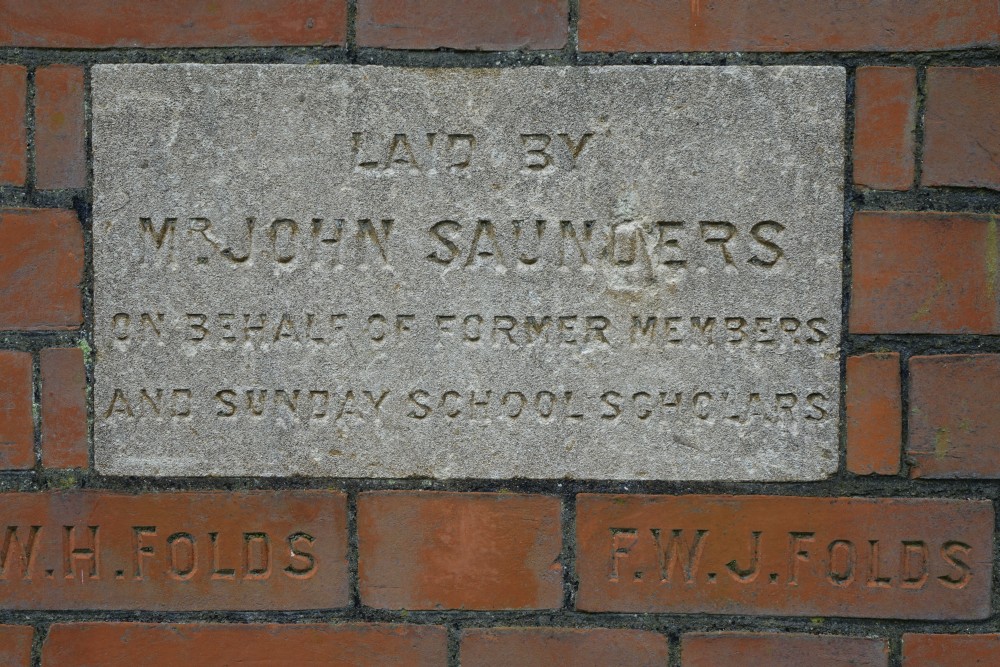 LAID BY
MR. JOHN SAUNDERS
ON BEHALF OF FORMER MEMBERS
AND SUNDAY SCHOOL SCHOLARS
W.H. FOLDS
F.W.J. FOLDS